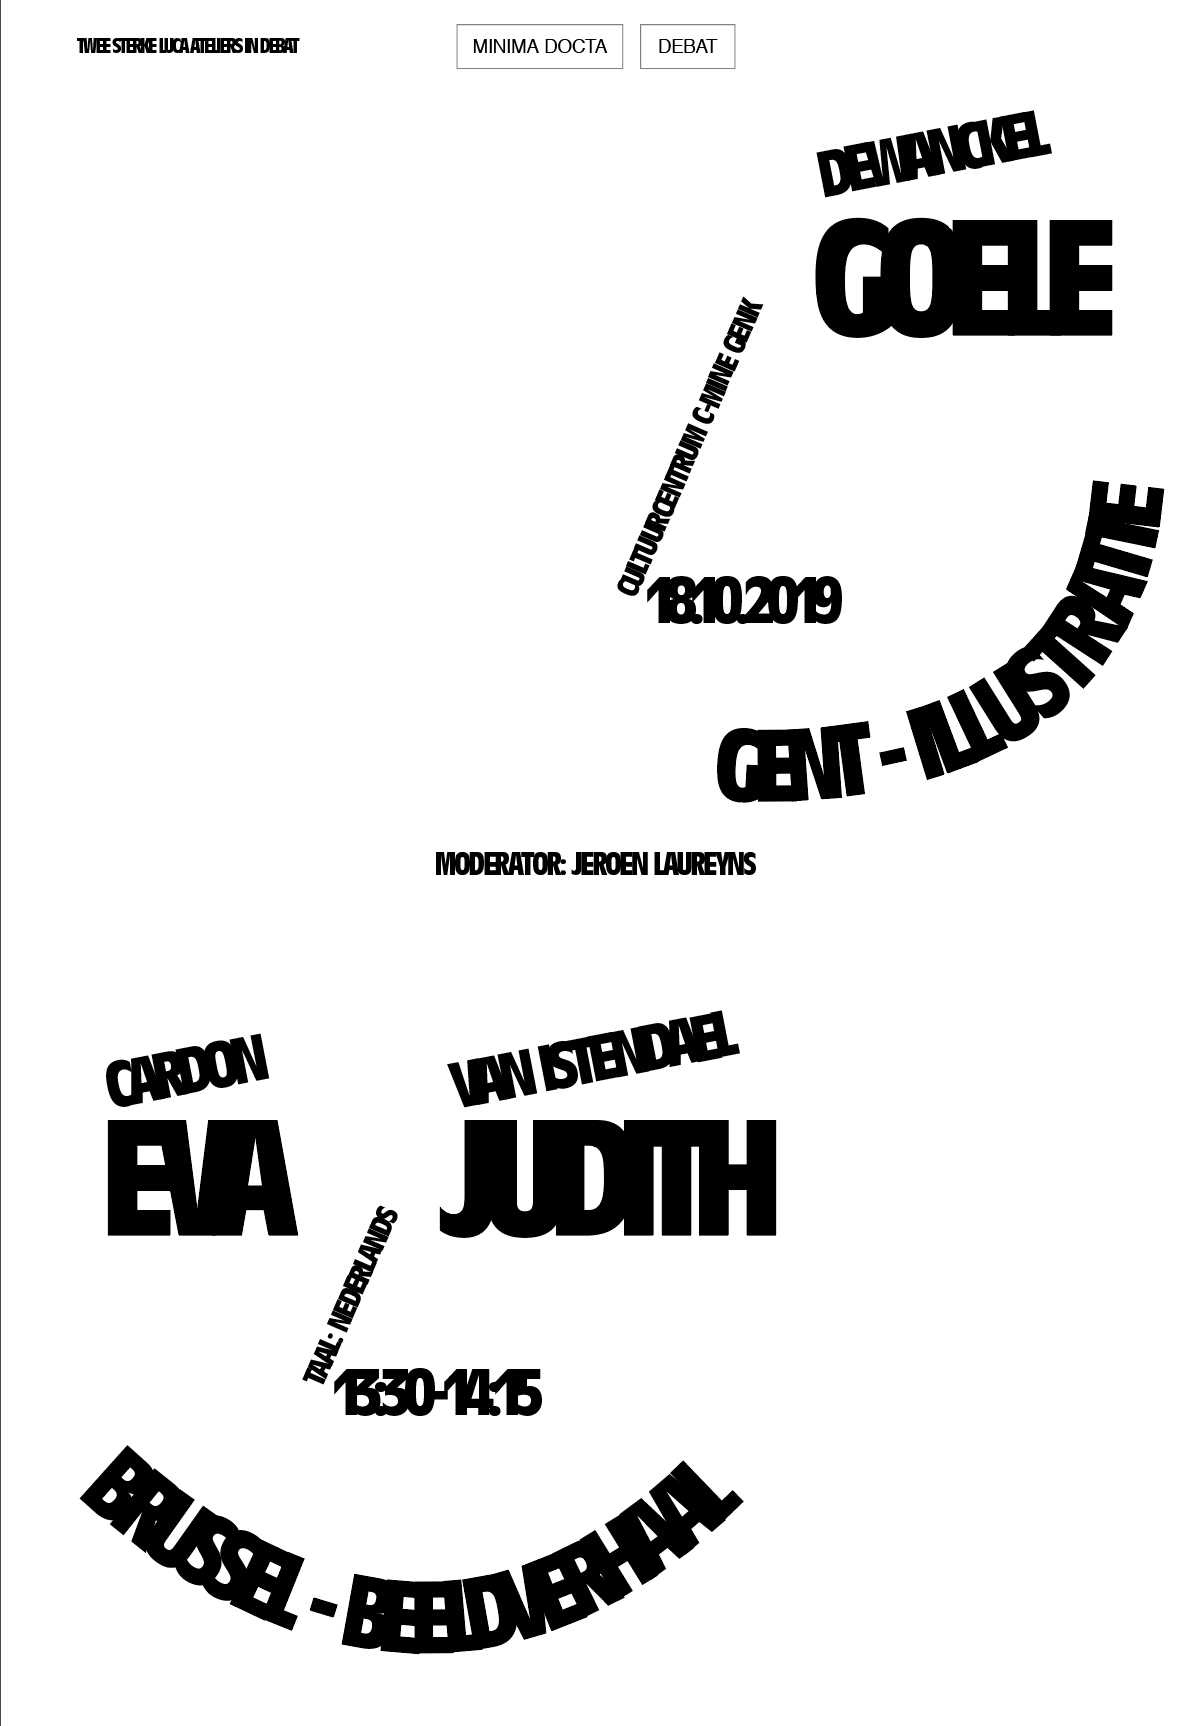 TWEE STERKE LUCA ATELIERS IN DEBAT
MINIMA DOCTA
DEBAT
DEWANCKEL
GOELE
CULTUURCENTRUM C-MINE GENK
18.10.2019
GENT - ILLUSTRATIE
MODERATOR: JEROEN LAUREYNS
CARDON
EVA
VAN ISTENDAEL
JUDITH
TAAL: NEDERLANDS
13:30-14:15
BRUSSEL - BEELDVERHAAL